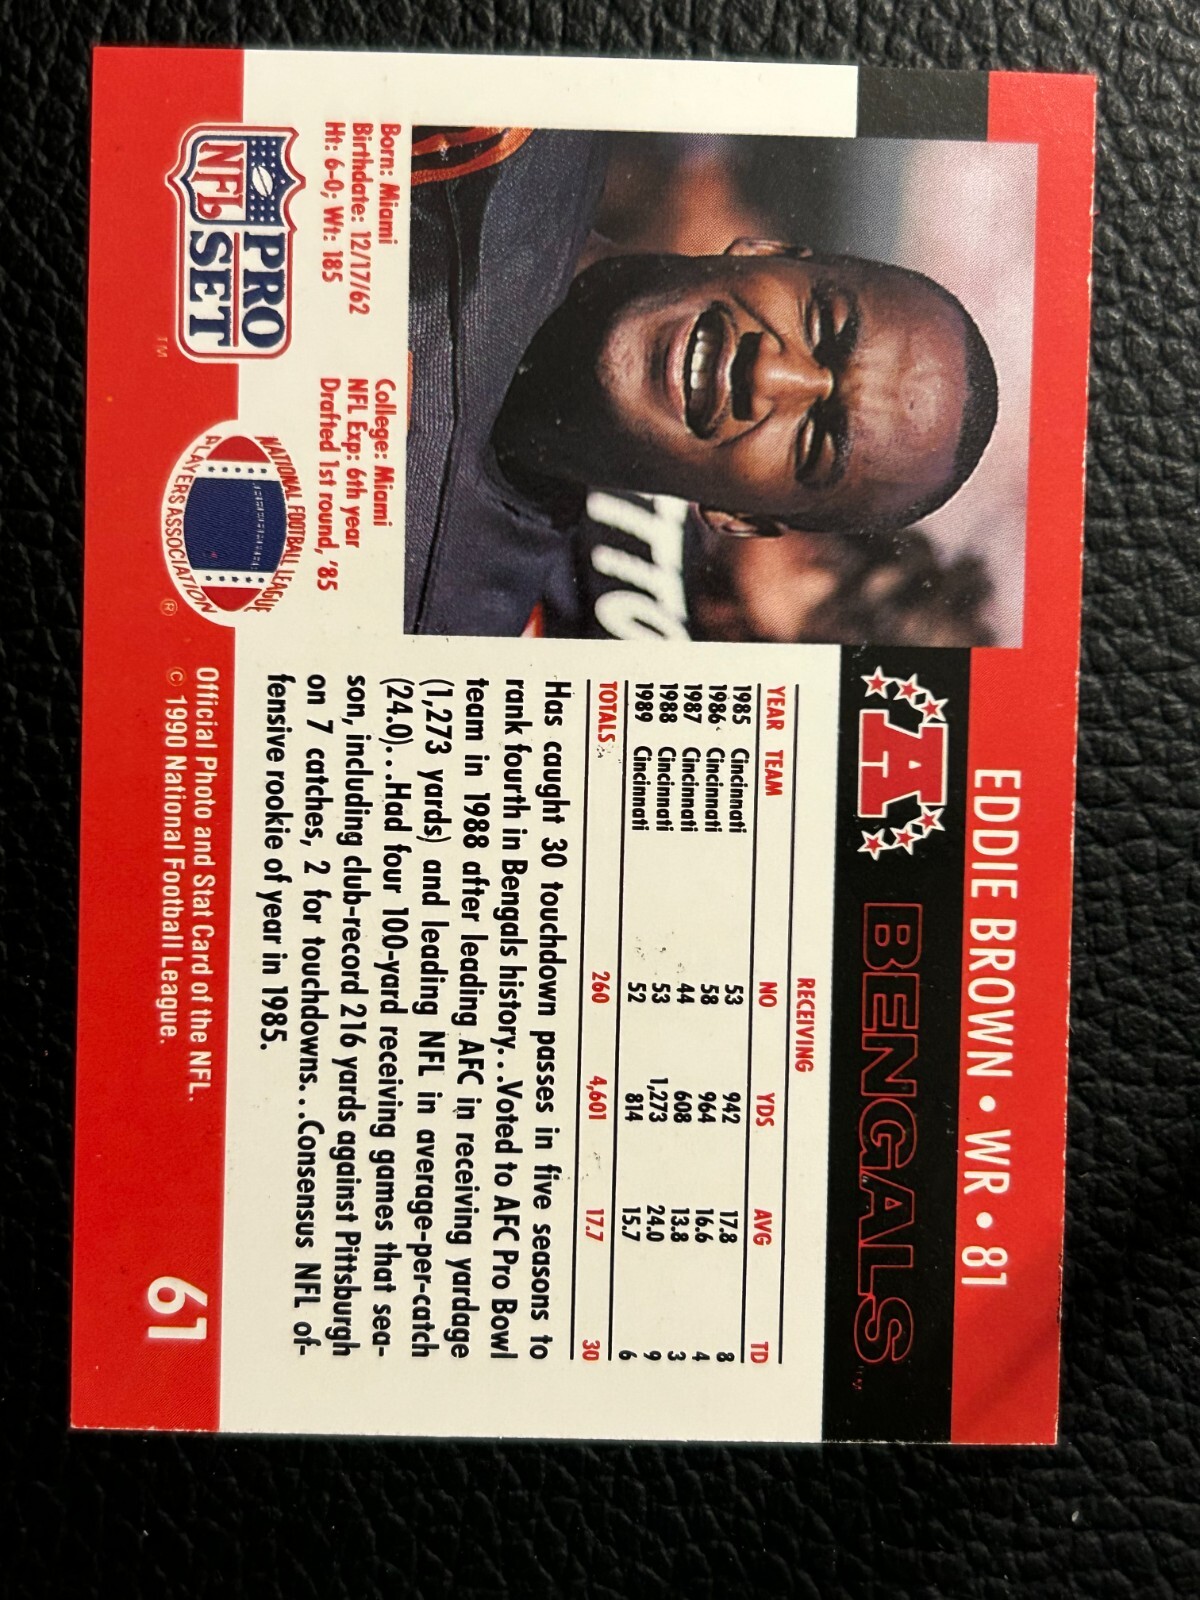 EDDIE BROWN • WR • 81
A BENGALS TM
RECEIVING
YEAR TEAM NO YDS AVG TD
1985 Cincinnati 53 942 17.8 8
1986 Cincinnati 58 964 16.6 4
1987 Cincinnati 44 608 13.8 3
1988 Cincinnati 53 1,273 24.0 9
1989 Cincinnati 52 814 15.7 6
TOTALS 260 4,601 17.7 30
Has caught 30 touchdown passes in five seasons to
rank fourth in Bengals history. . .Voted to AFC Pro Bowl
team in 1988 after leading AFC in receiving yardage
(1,273 yards) and leading NFL in average-per-catch
(24.0). . .Had four 100-yard receiving games that sea-
son, including club-record 216 yards against Pittsburgh
on 7 catches, 2 for touchdowns. . .Consensus NFL of-
fensive rookie of year in 1985.
Born: Miami
Birthdate: 12/17/62
Ht: 6-0; Wt: 185
College: Miami
NFL Exp: 6th year
Drafted 1st round, '85
PRO
NFL SET
TM
NATIONAL FOOTBALL LEAGUE
PLAYERS ASSOCIATION ®
Official Photo and Stat Card of the NFL.
© 1990 National Football League.
61